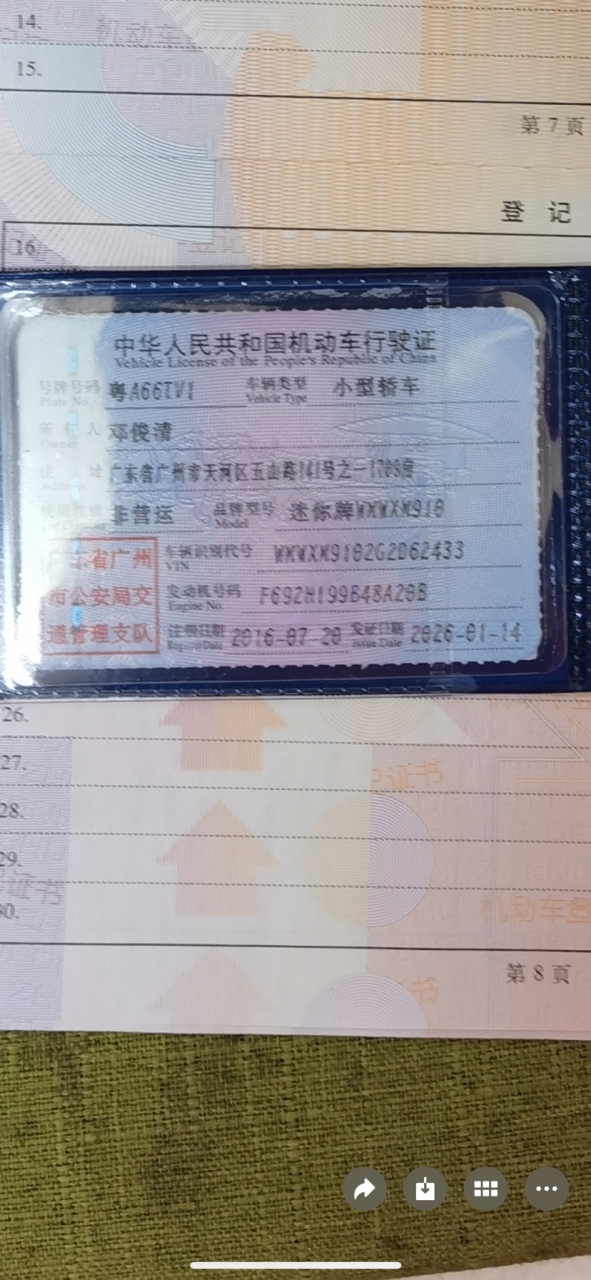 14.
15.
第 7 页
登 记
16.
中华人民共和国机动车行驶证
Vehicle License of the People's Republic of China
号牌号码 粤A66TV1 车辆类型 小型轿车
Plate No. Vehicle Type
人 邓俊清
Owner
住 址 广东省广州市天河区五山路141号之一1709房
使用性质 非营运 品牌型号 迷你牌WMWXM910
Model
车辆识别代号 WMWXM9102G2D62433
VIN
发动机号码 F692H199B48A20B
Engine No.
注册日期 2016-07-20 发证日期 2026-01-14
Register Date Issue Date
广东省广州
市公安局交
通管理支队
26.
27.
记证书
28.
29.
证书
30.
机动车登
第 8 页
书